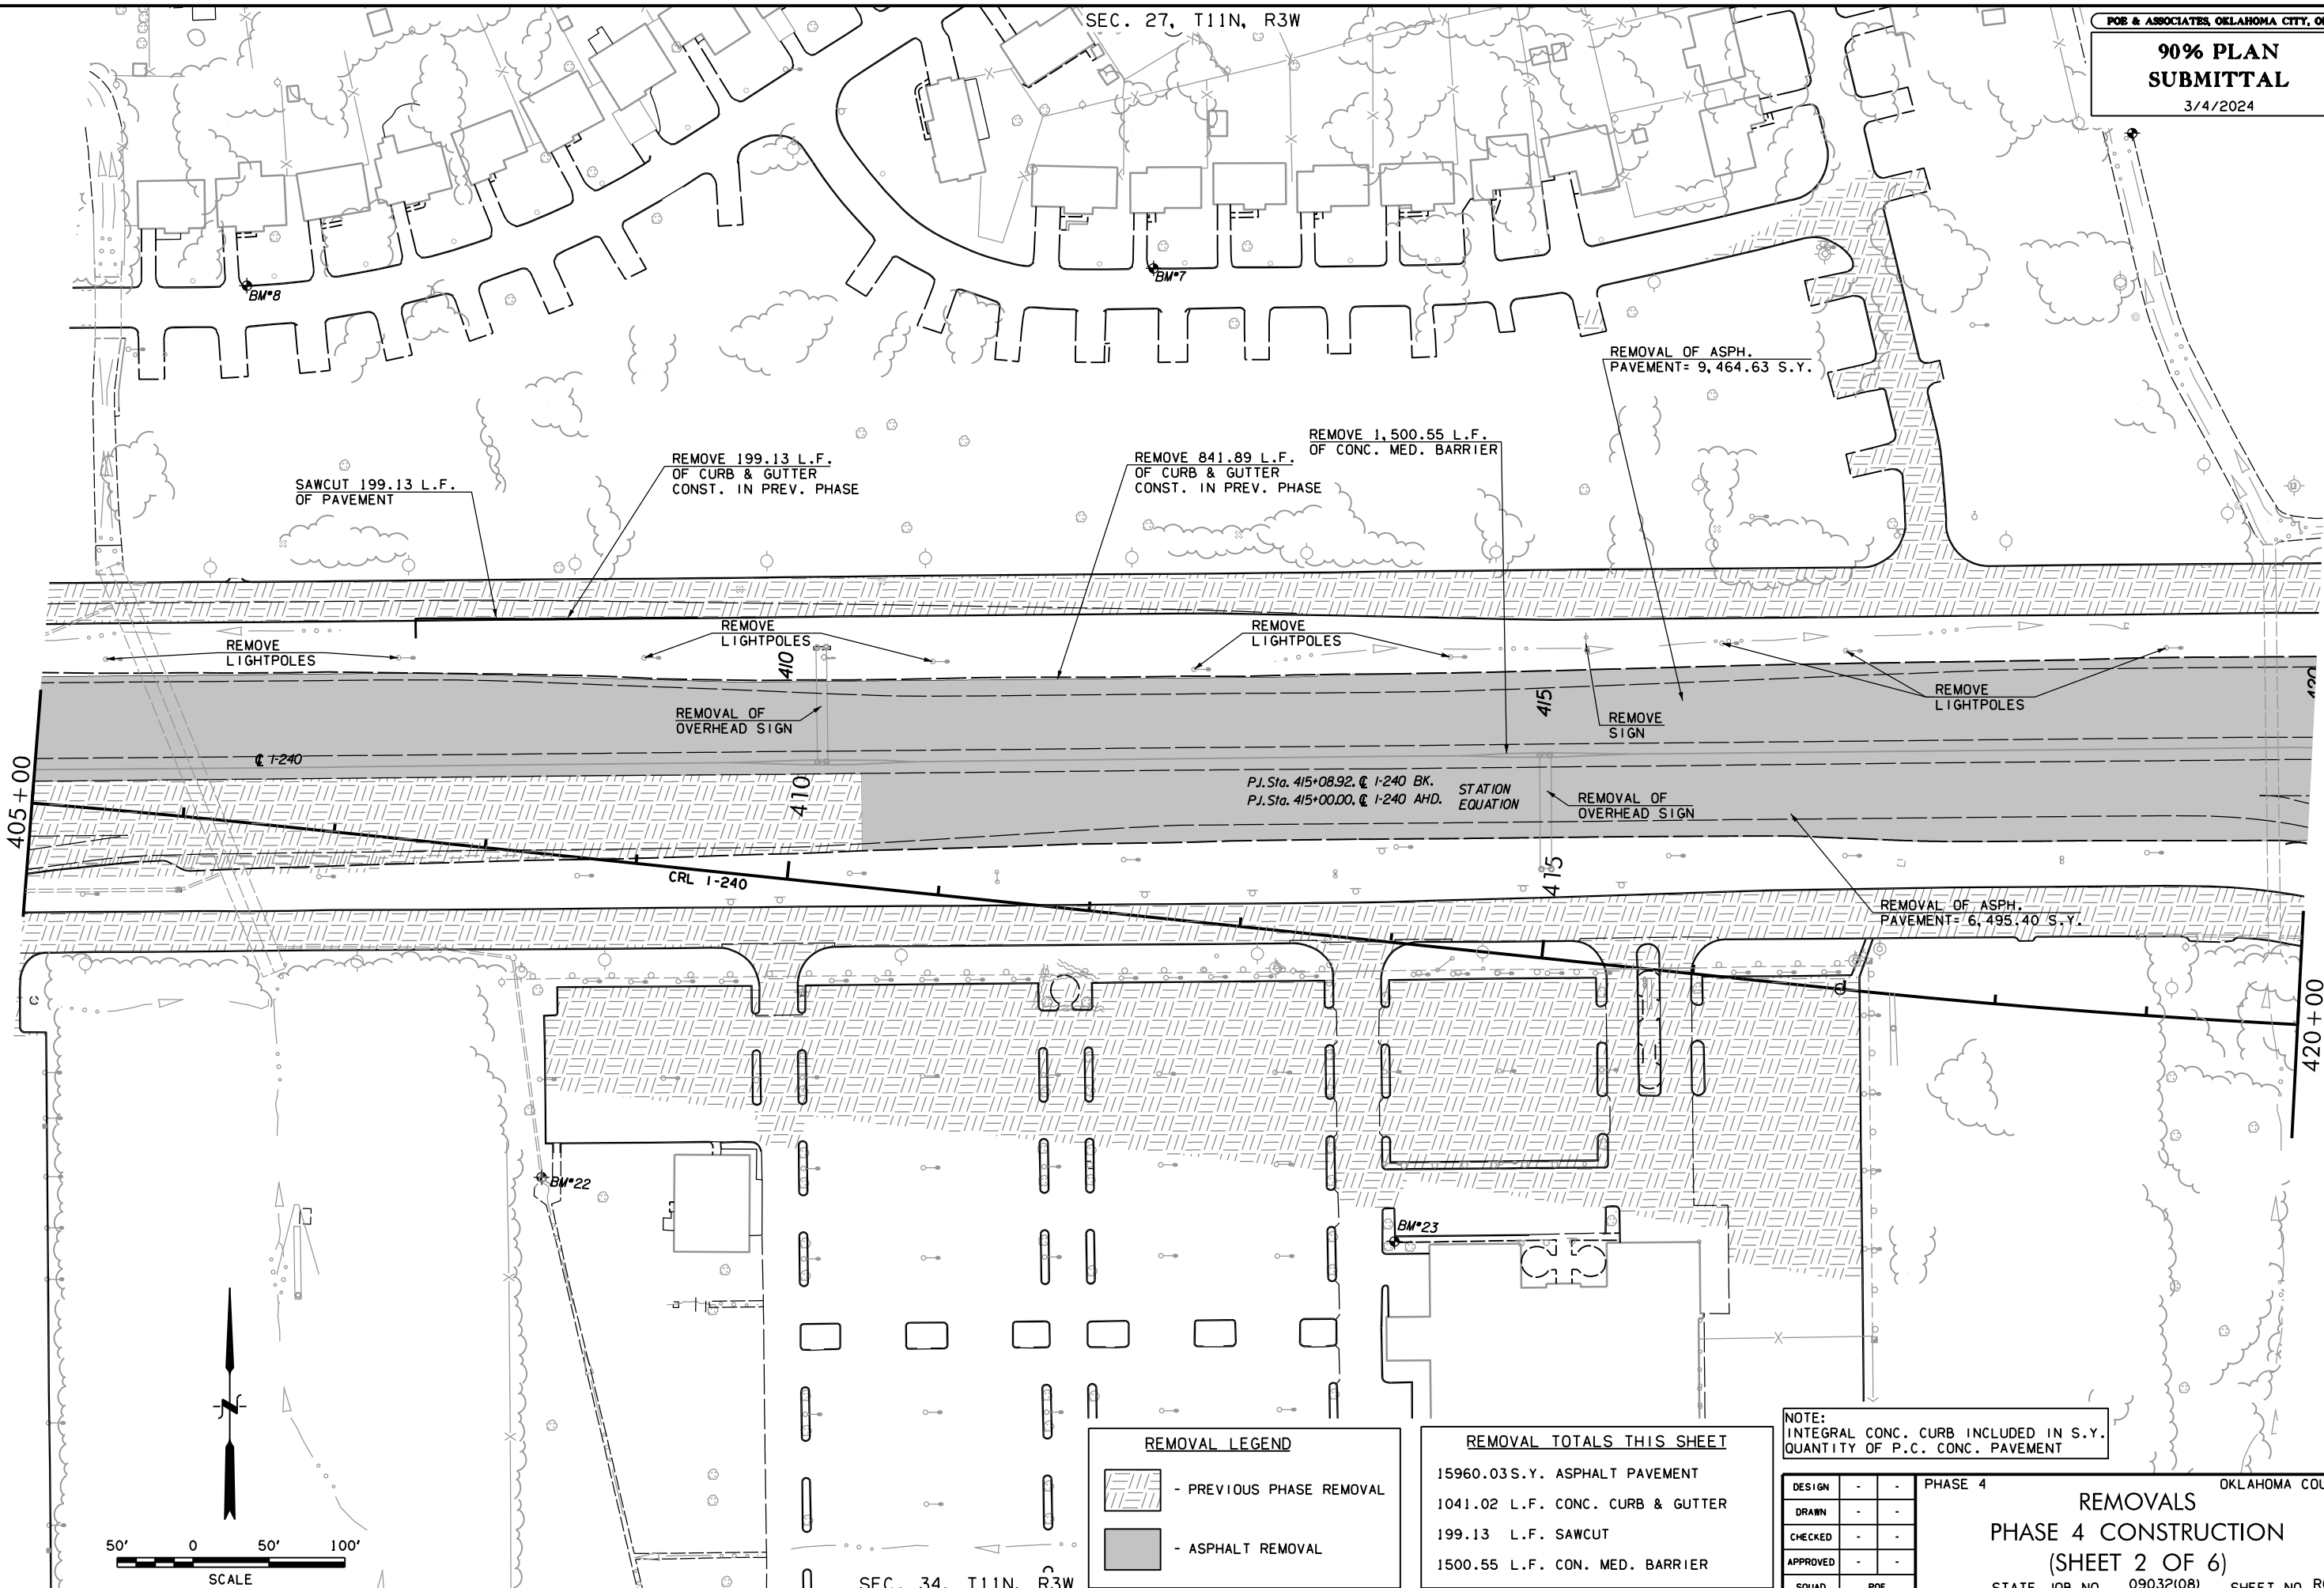 SEC. 27, T11N, R3W
POE & ASSOCIATES, OKLAHOMA CITY,
90% PLAN
SUBMITTAL
3/4/2024
BM*8
BM*7
REMOVAL OF ASPH.
PAVEMENT= 9,464.63 S.Y.
REMOVE 1,500.55 L.F.
OF CONC. MED. BARRIER
REMOVE 199.13 L.F.
OF CURB & GUTTER
CONST. IN PREV. PHASE
REMOVE 841.89 L.F.
OF CURB & GUTTER
CONST. IN PREV. PHASE
SAWCUT 199.13 L.F.
OF PAVEMENT
REMOVE
LIGHTPOLES
REMOVE
LIGHTPOLES
REMOVE
LIGHTPOLES
REMOVE
LIGHTPOLES
410
415
420
REMOVAL OF
OVERHEAD SIGN
REMOVE
SIGN
℄ I-240
405+00
410
P.I. Sta. 415+08.92, ℄ I-240 BK.
P.I. Sta. 415+00.00, ℄ I-240 AHD.
STATION
EQUATION
REMOVAL OF
OVERHEAD SIGN
CRL I-240
415
REMOVAL OF ASPH.
PAVEMENT= 6,495.40 S.Y.
420+00
BM*22
BM*23
N
50' 0 50' 100'
SCALE
SEC. 34, T11N, R3W
REMOVAL LEGEND
- PREVIOUS PHASE REMOVAL
- ASPHALT REMOVAL
REMOVAL TOTALS THIS SHEET
15960.03 S.Y. ASPHALT PAVEMENT
1041.02 L.F. CONC. CURB & GUTTER
199.13 L.F. SAWCUT
1500.55 L.F. CON. MED. BARRIER
NOTE:
INTEGRAL CONC. CURB INCLUDED IN S.Y.
QUANTITY OF P.C. CONC. PAVEMENT
DESIGN - -
DRAWN - -
CHECKED - -
APPROVED - -
SQUAD POE
PHASE 4 OKLAHOMA
REMOVALS
PHASE 4 CONSTRUCTION
(SHEET 2 OF 6)
STATE JOB NO. 09032(08) SHEET NO.